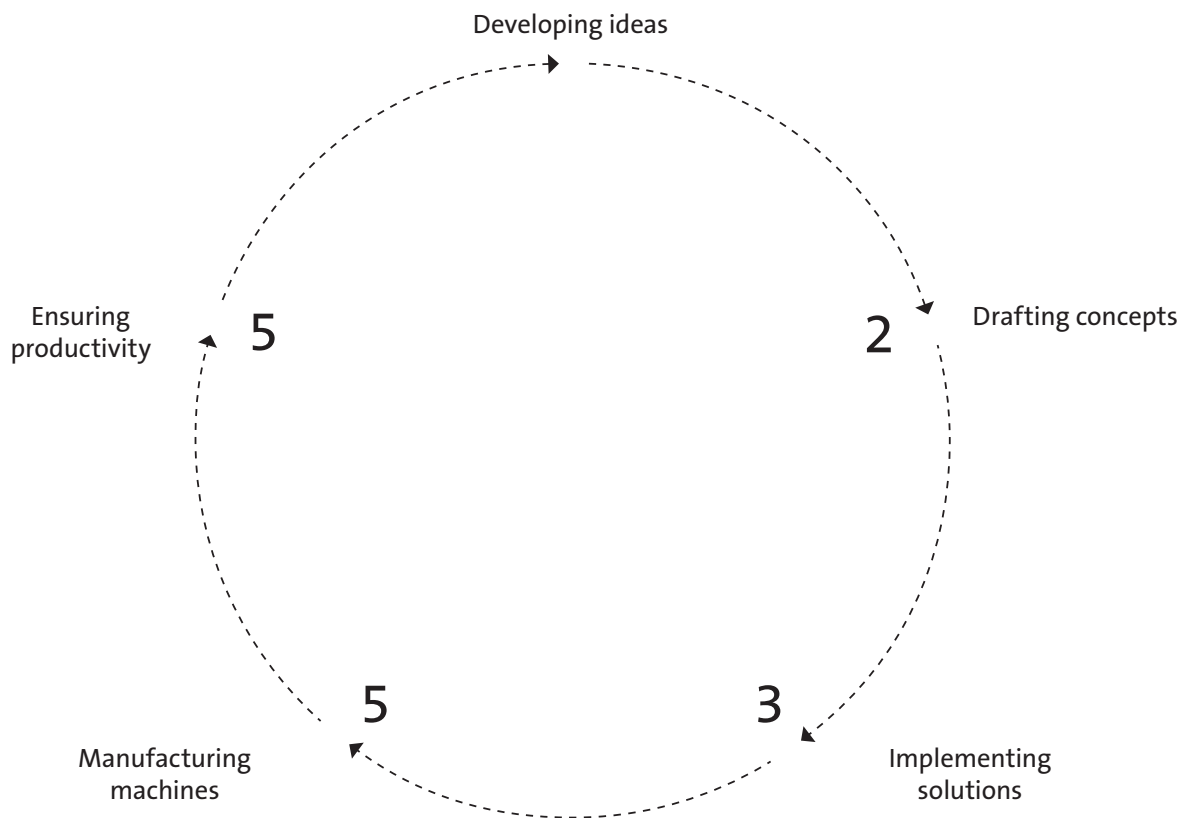 Developing ideas
Ensuring
productivity
5
2
Drafting concepts
5
3
Manufacturing
machines
Implementing
solutions